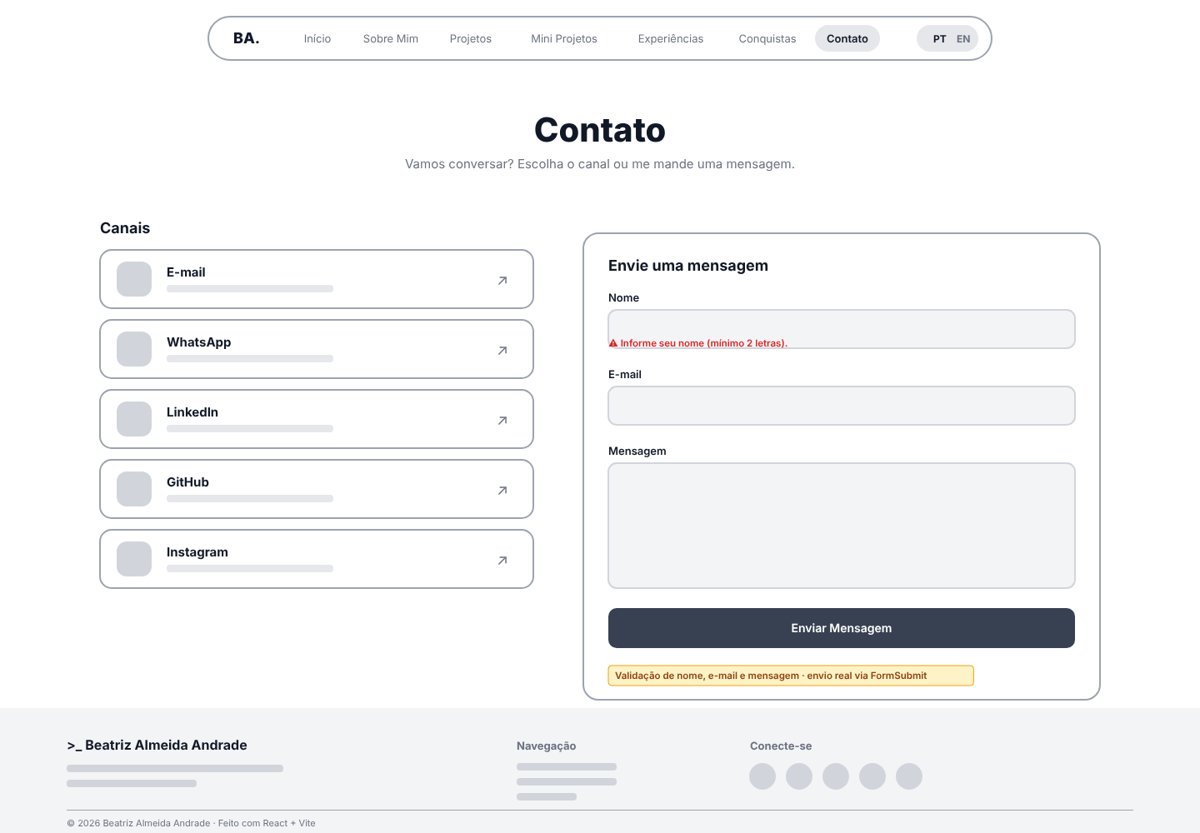 BA.
Início
Sobre Mim
Projetos
Mini Projetos
Experiências
Conquistas
Contato
PT EN
Contato
Vamos conversar? Escolha o canal ou me mande uma mensagem.
Canais
E-mail
WhatsApp
LinkedIn
GitHub
Instagram
Envie uma mensagem
Nome
⚠ Informe seu nome (mínimo 2 letras).
E-mail
Mensagem
Enviar Mensagem
Validação de nome, e-mail e mensagem · envio real via FormSubmit
>_ Beatriz Almeida Andrade
Navegação
Conecte-se
© 2026 Beatriz Almeida Andrade · Feito com React + Vite